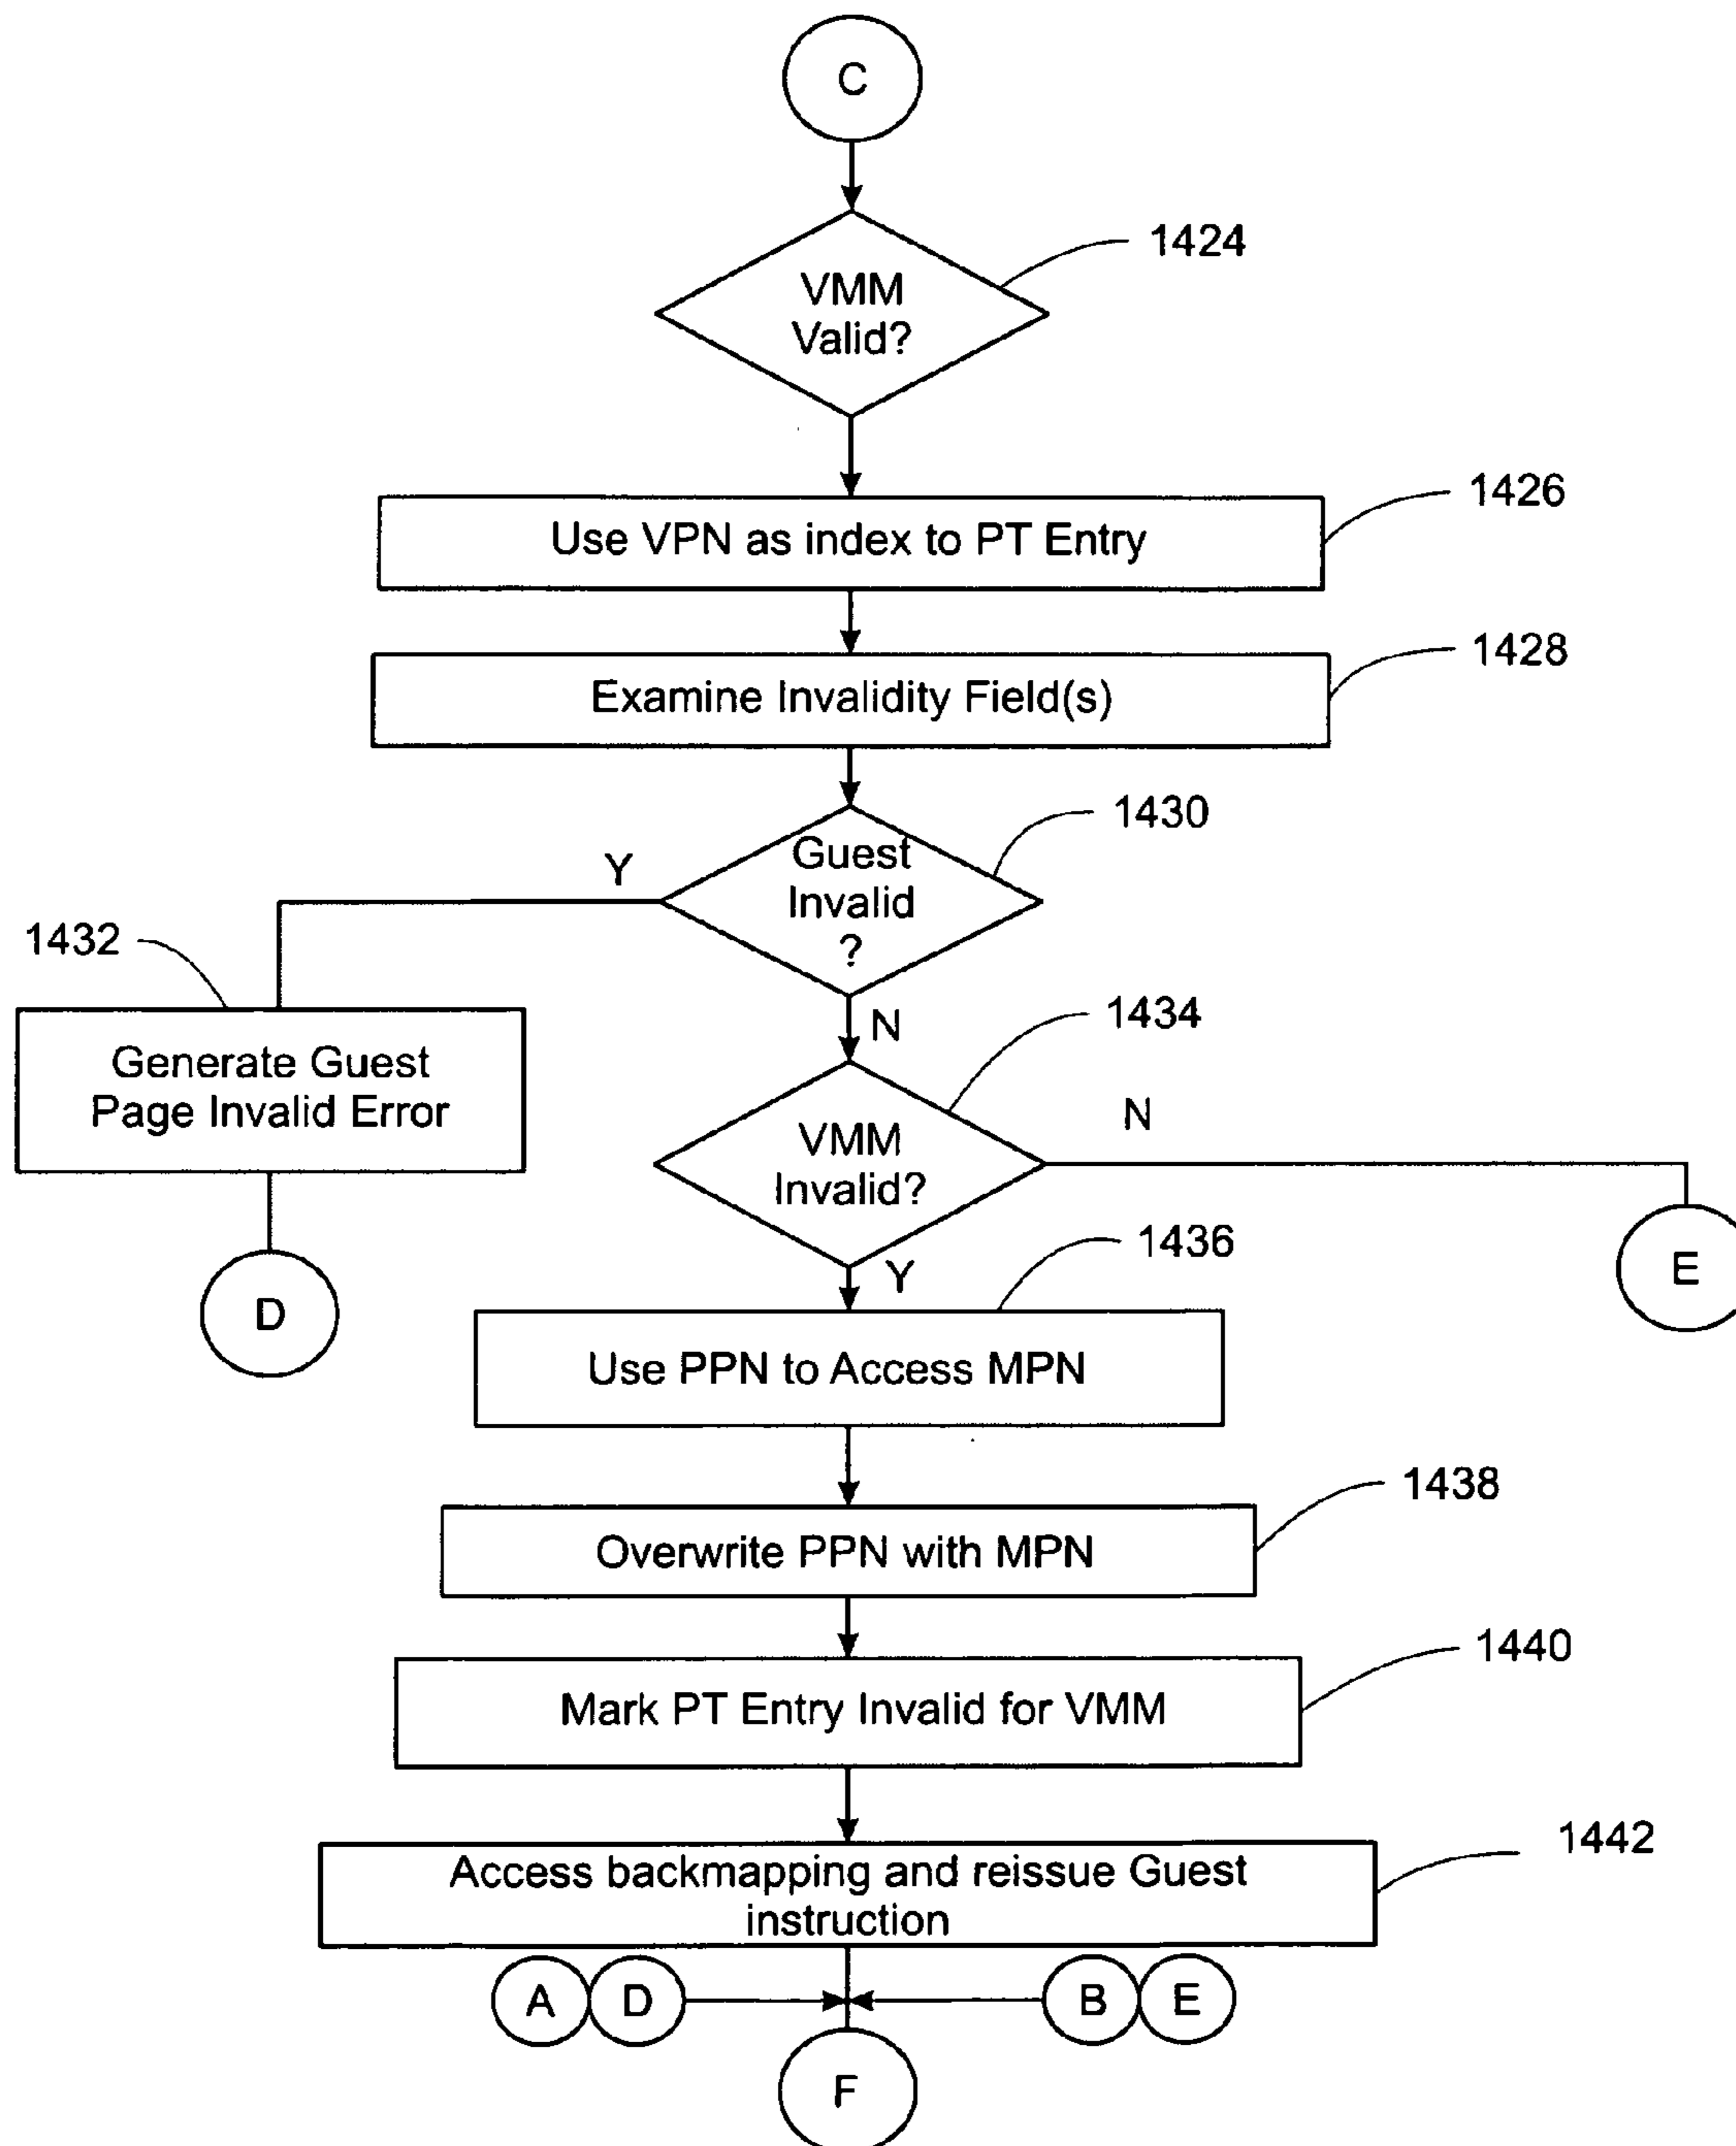 C
1424
VMM
Valid?
1426
Use VPN as index to PT Entry
1428
Examine Invalidity Field(s)
1430
Y
Guest
Invalid
?
1432
N
1434
Generate Guest
Page Invalid Error
N
VMM
Invalid?
1436
Y
E
D
Use PPN to Access MPN
1438
Overwrite PPN with MPN
1440
Mark PT Entry Invalid for VMM
1442
Access backmapping and reissue Guest
instruction
A D B E
F